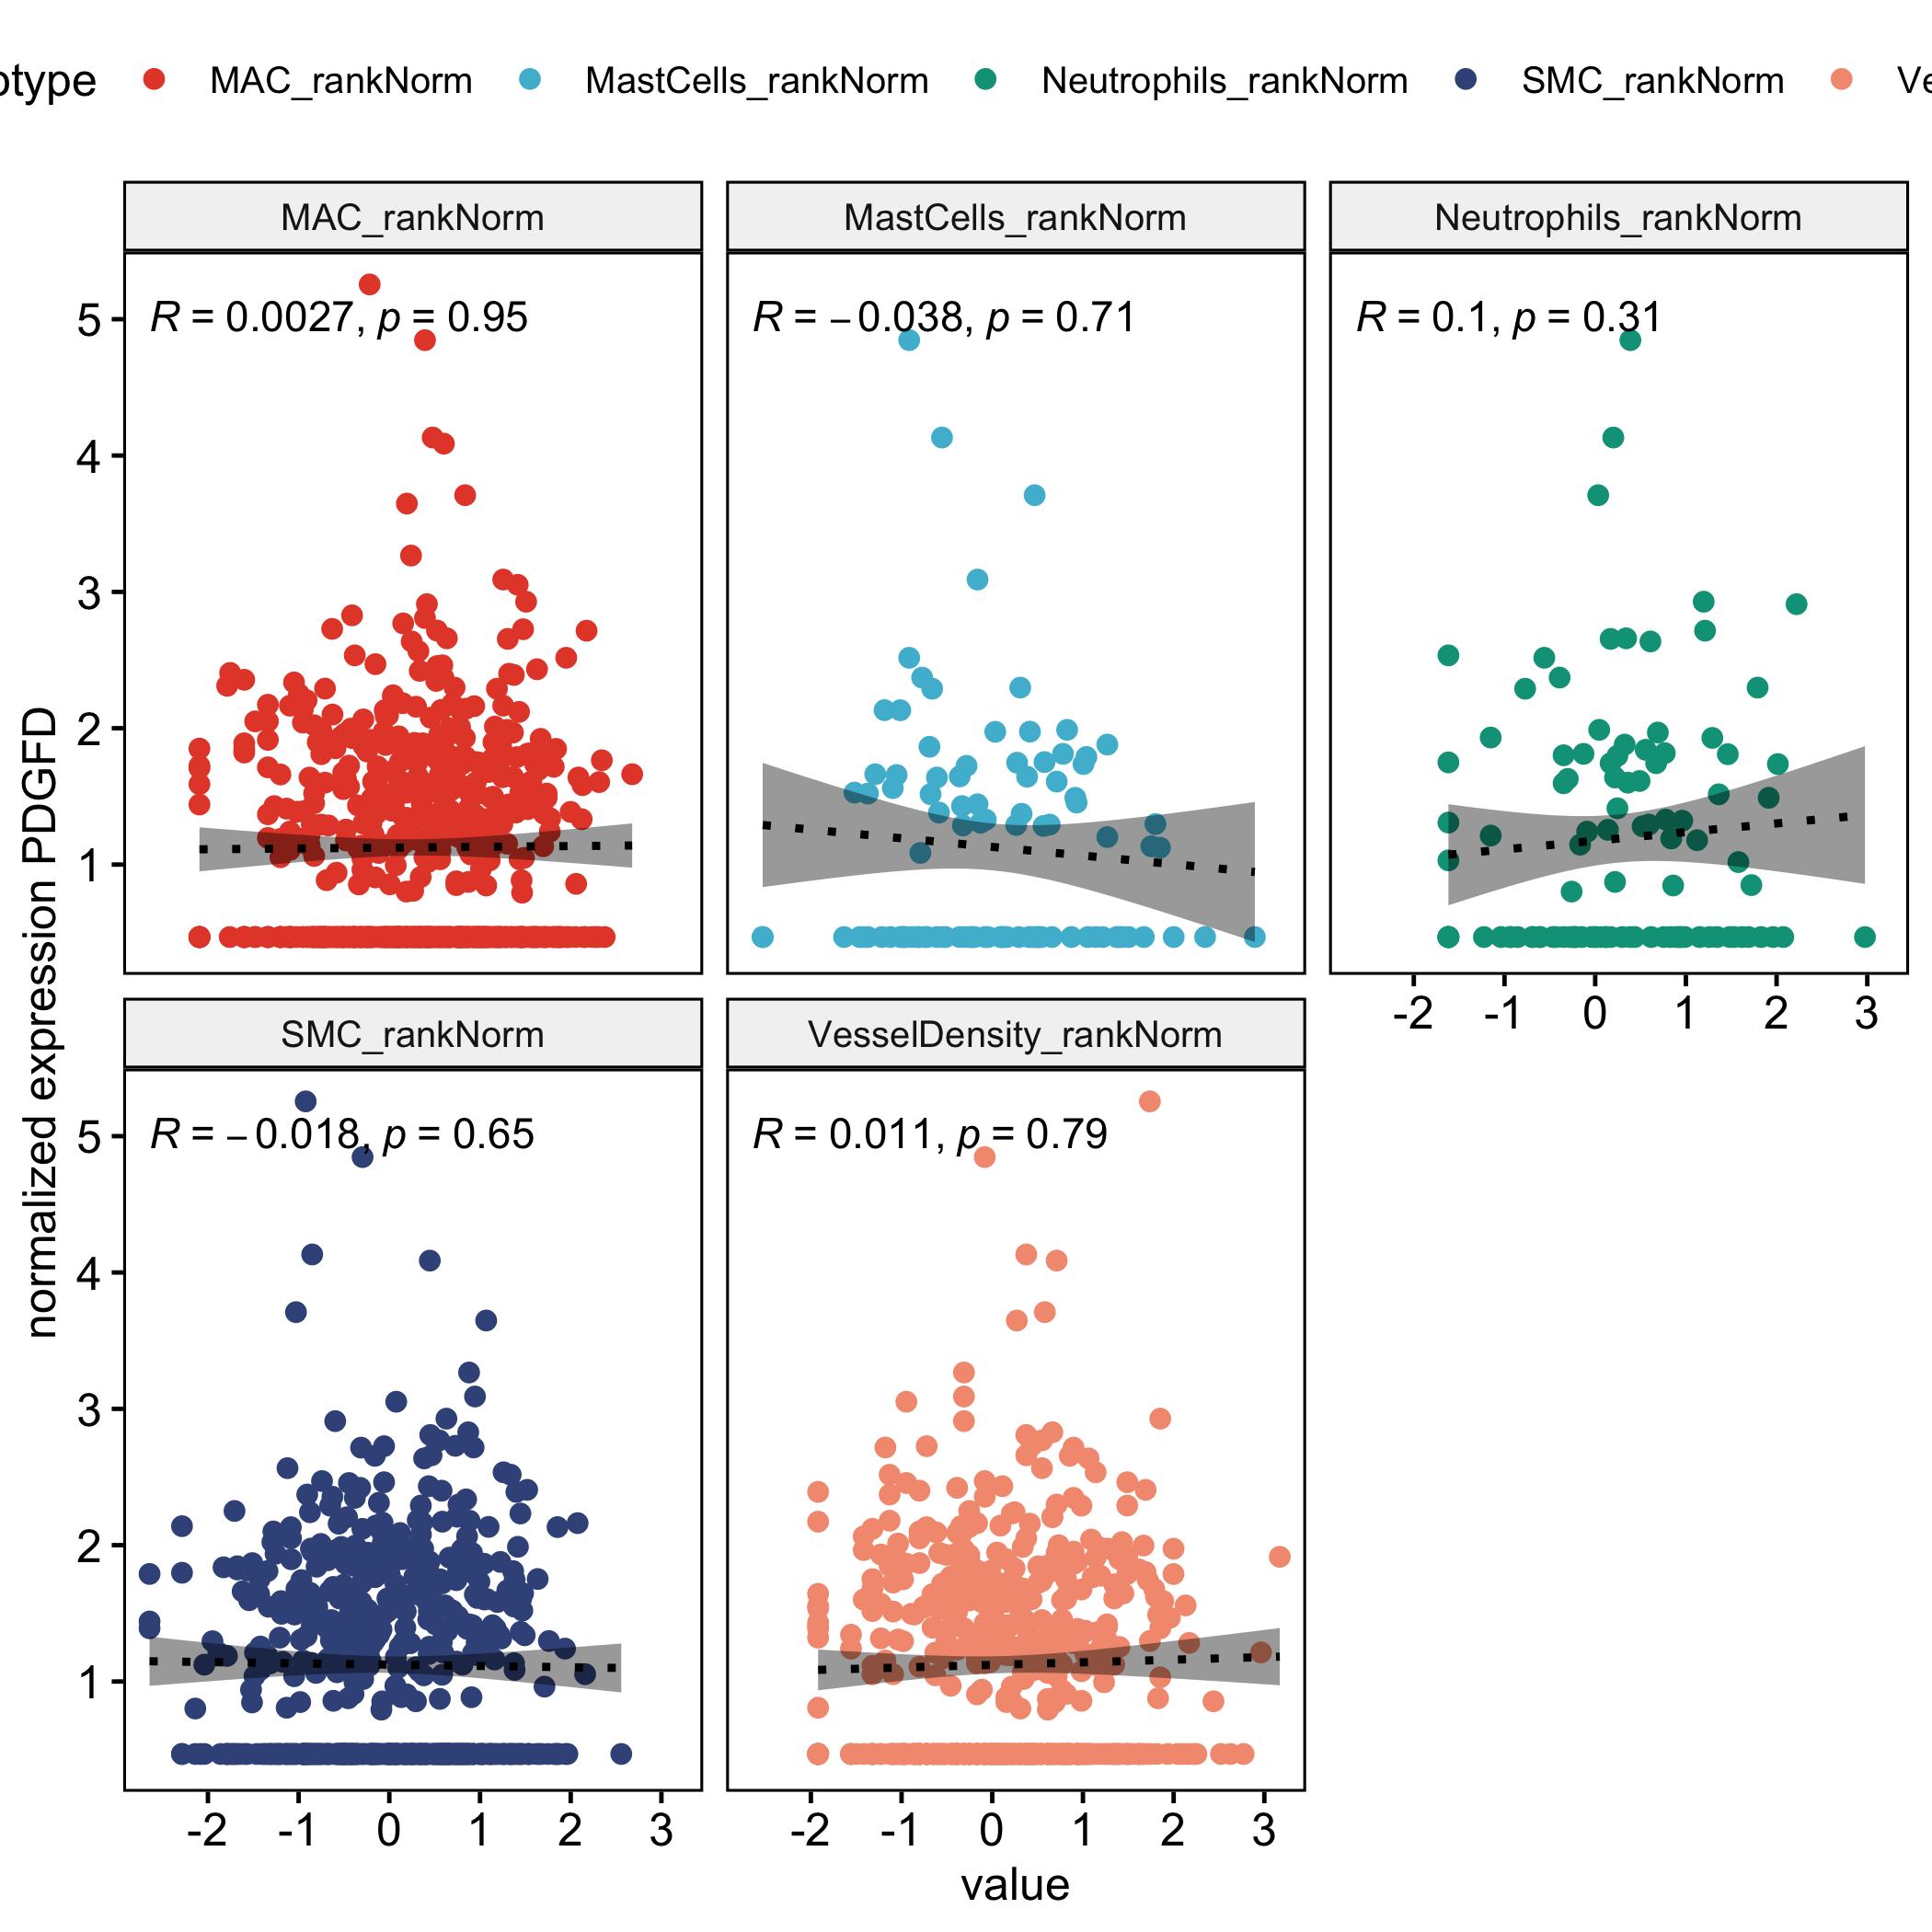 otype MAC_rankNorm MastCells_rankNorm Neutrophils_rankNorm SMC_rankNorm Ve
MAC_rankNorm MastCells_rankNorm Neutrophils_rankNorm
R = 0.0027, p = 0.95 R = −0.038, p = 0.71 R = 0.1, p = 0.31
5
4
3
2
1
-2 -1 0 1 2 3
SMC_rankNorm VesselDensity_rankNorm
R = −0.018, p = 0.65 R = 0.011, p = 0.79
5
4
3
2
1
-2 -1 0 1 2 3 -2 -1 0 1 2 3
value
normalized expression PDGFD